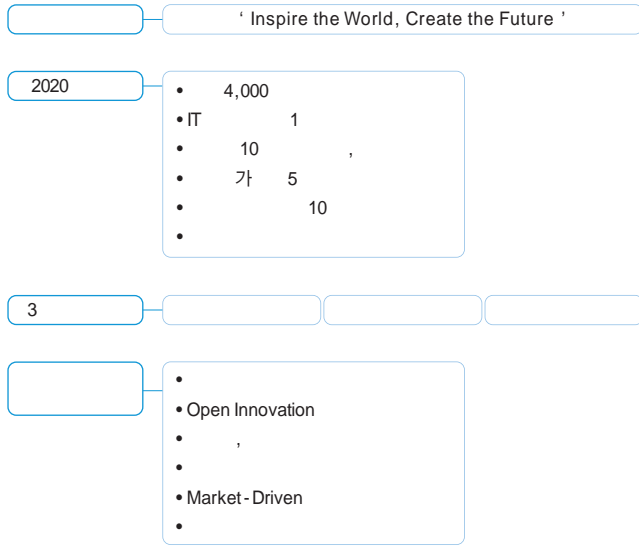 ‘ Inspire the World, Create the Future ’
2020
• 4,000
• IT 1
• 10 ,
• 가 5
• 10
•
3
•
• Open Innovation
• ,
•
• Market-Driven
•